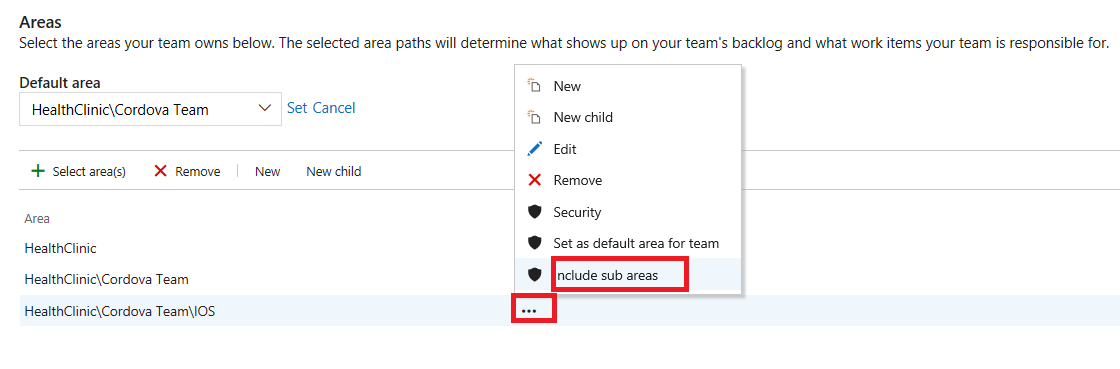 Areas
Select the areas your team owns below. The selected area paths will determine what shows up on your team's backlog and what work items your team is responsible for.
Default area
HealthClinic\Cordova Team
Set Cancel
Select area(s) Remove New New child
Area
HealthClinic
HealthClinic\Cordova Team
HealthClinic\Cordova Team\IOS
...
New
New child
Edit
Remove
Security
Set as default area for team
nclude sub areas